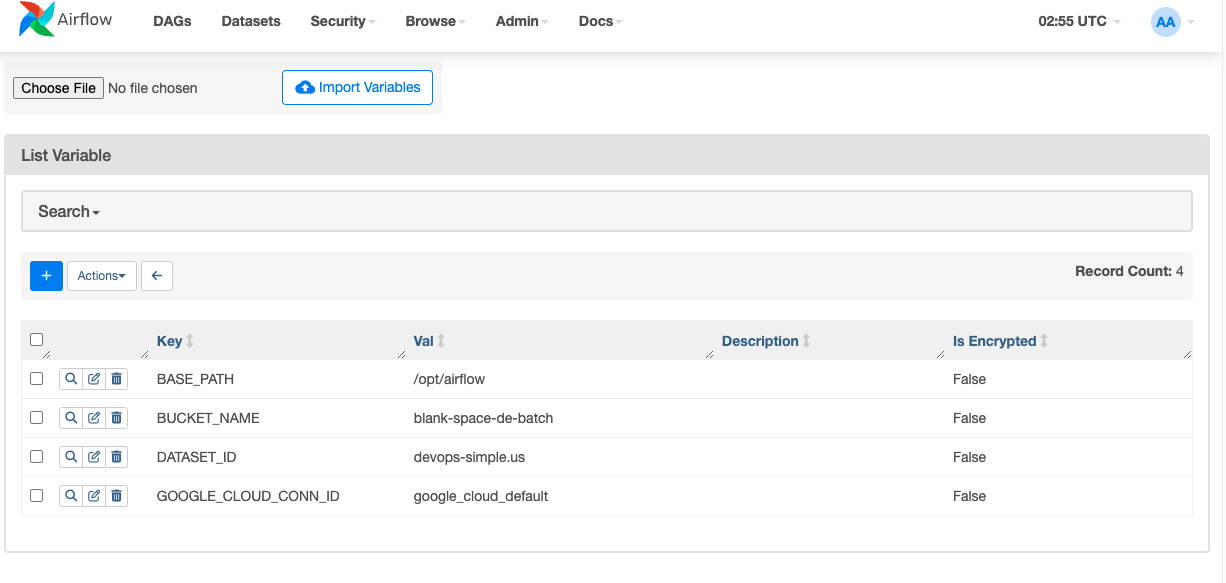 Airflow DAGs Datasets Security Browse Admin Docs 02:55 UTC AA
Choose File No file chosen Import Variables
List Variable
Search
+ Actions ←
Record Count: 4
Key Val Description Is Encrypted
BASE_PATH /opt/airflow False
BUCKET_NAME blank-space-de-batch False
DATASET_ID devops-simple.us False
GOOGLE_CLOUD_CONN_ID google_cloud_default False